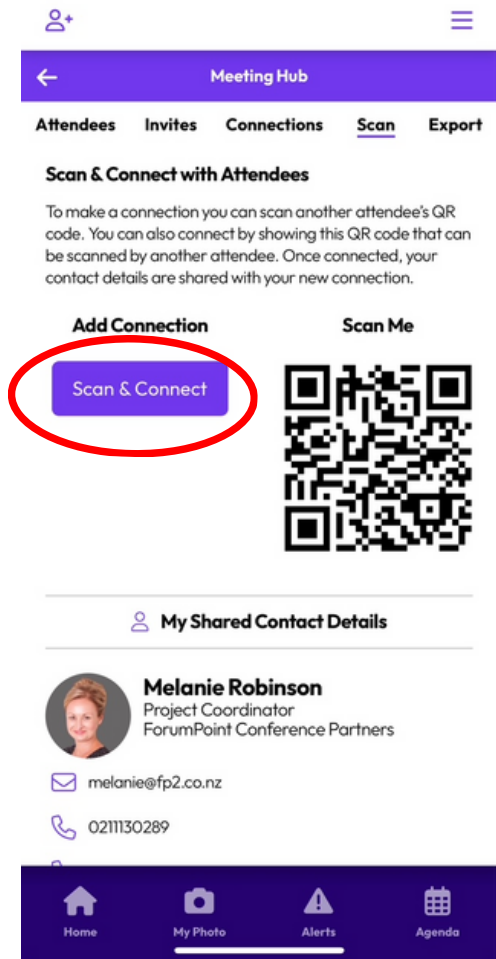 Meeting Hub
Attendees Invites Connections Scan Export
Scan & Connect with Attendees
To make a connection you can scan another attendee's QR
code. You can also connect by showing this QR code that can
be scanned by another attendee. Once connected, your
contact details are shared with your new connection.
Add Connection Scan Me
Scan & Connect
My Shared Contact Details
Melanie Robinson
Project Coordinator
ForumPoint Conference Partners
melanie@fp2.co.nz
0211130289
Home My Photo Alerts Agenda